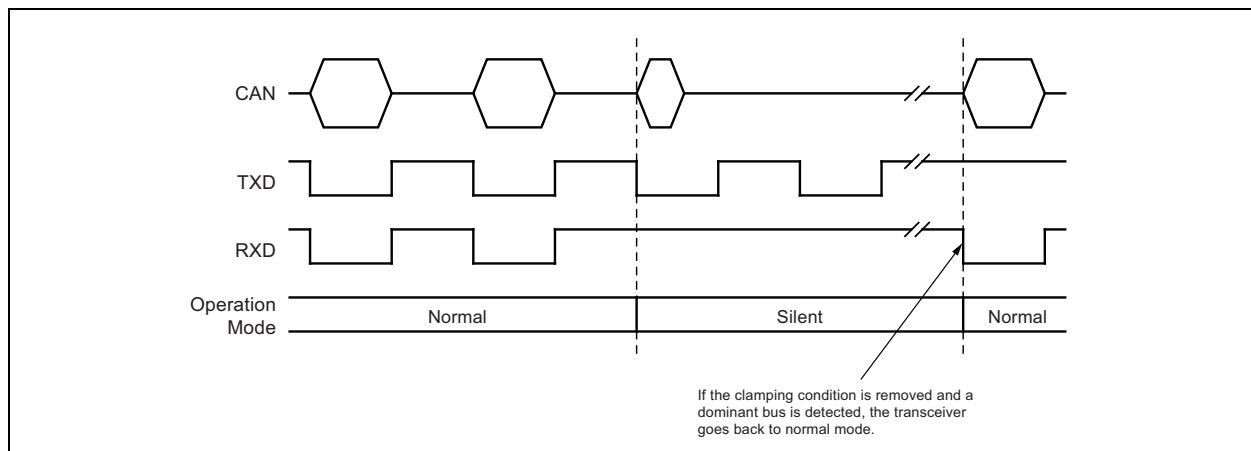 CAN
TXD
RXD
Operation
Mode
Normal
Silent
Normal
If the clamping condition is removed and a
dominant bus is detected, the transceiver
goes back to normal mode.